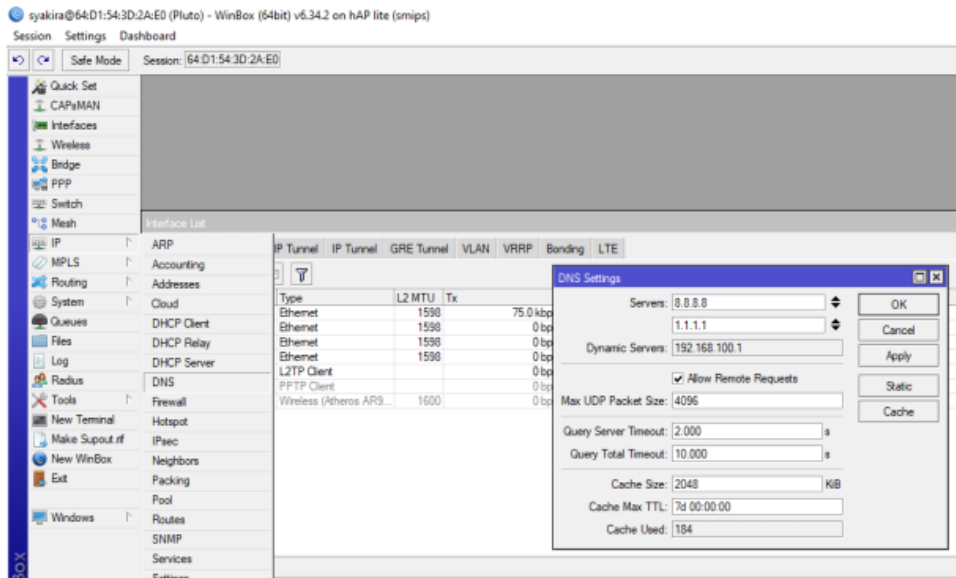 syakira@64:D1:54:3D:2A:E0 (Pluto) - WinBox (64bit) v6.34.2 on hAP lite (smips)
Session Settings Dashboard
Safe Mode Session: 64:D1:54:3D:2A:E0
Quick Set
CAPsMAN
Interfaces
Wireless
Bridge
PPP
Switch
Mesh
IP
MPLS
Routing
System
Queues
Files
Log
Radius
Tools
New Terminal
Make Supout.rif
New WinBox
Exit
Windows
Interface List
ARP
Accounting
Addresses
Cloud
DHCP Client
DHCP Relay
DHCP Server
DNS
Firewall
Hotspot
IPsec
Neighbors
Packing
Pool
Routes
SNMP
Services
Settings
IP Tunnel IP Tunnel GRE Tunnel VLAN VRRP Bonding LTE
Type L2 MTU Tx
Ethernet 1598 75.0 kbp
Ethernet 1598 0 bp
Ethernet 1598 0 bp
Ethernet 1598 0 bp
L2TP Client 0 bp
PPTP Client 0 bp
Wireless (Atheros AR9... 1600 0 bp
DNS Settings
Servers: 8.8.8.8
1.1.1.1
Dynamic Servers: 192.168.100.1
Allow Remote Requests
Max UDP Packet Size: 4096
Query Server Timeout: 2.000 s
Query Total Timeout: 10.000 s
Cache Size: 2048 KiB
Cache Max TTL: 7d 00:00:00
Cache Used: 184
OK
Cancel
Apply
Static
Cache